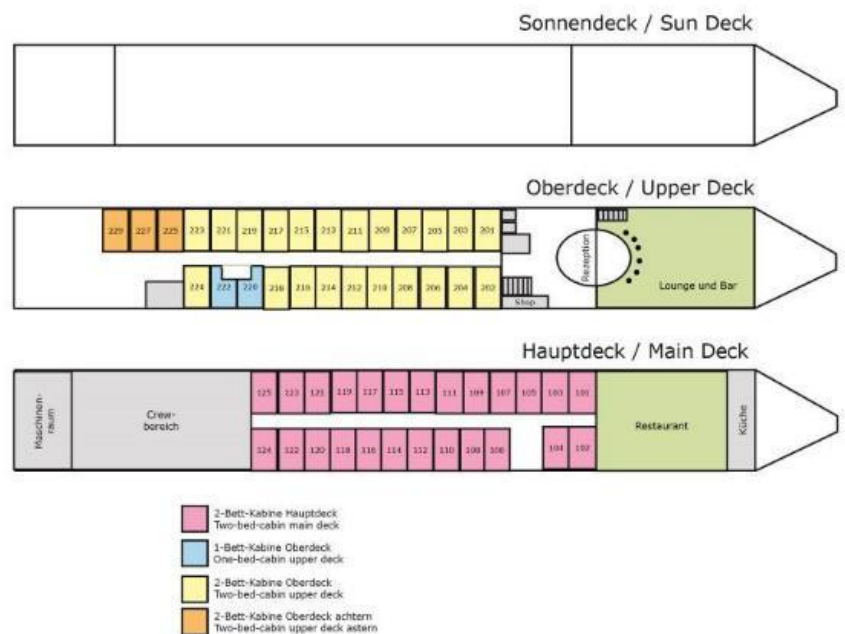 Sonnendeck / Sun Deck
Oberdeck / Upper Deck
229 227 225 223 221 219 217 215 213 211 209 207 205 203 201
224 222 220 218 216 214 212 210 208 206 204 202
Shop
Rezeption
Lounge und Bar
Hauptdeck / Main Deck
Maschinen-
raum
Crew-
bereich
125 123 121 119 117 115 113 111 109 107 105 103 101
124 122 120 118 116 114 112 110 108 106 104 102
Restaurant
Küche
2-Bett-Kabine Hauptdeck
Two-bed-cabin main deck
1-Bett-Kabine Oberdeck
One-bed-cabin upper deck
2-Bett-Kabine Oberdeck
Two-bed-cabin upper deck
2-Bett-Kabine Oberdeck achtern
Two-bed-cabin upper deck astern